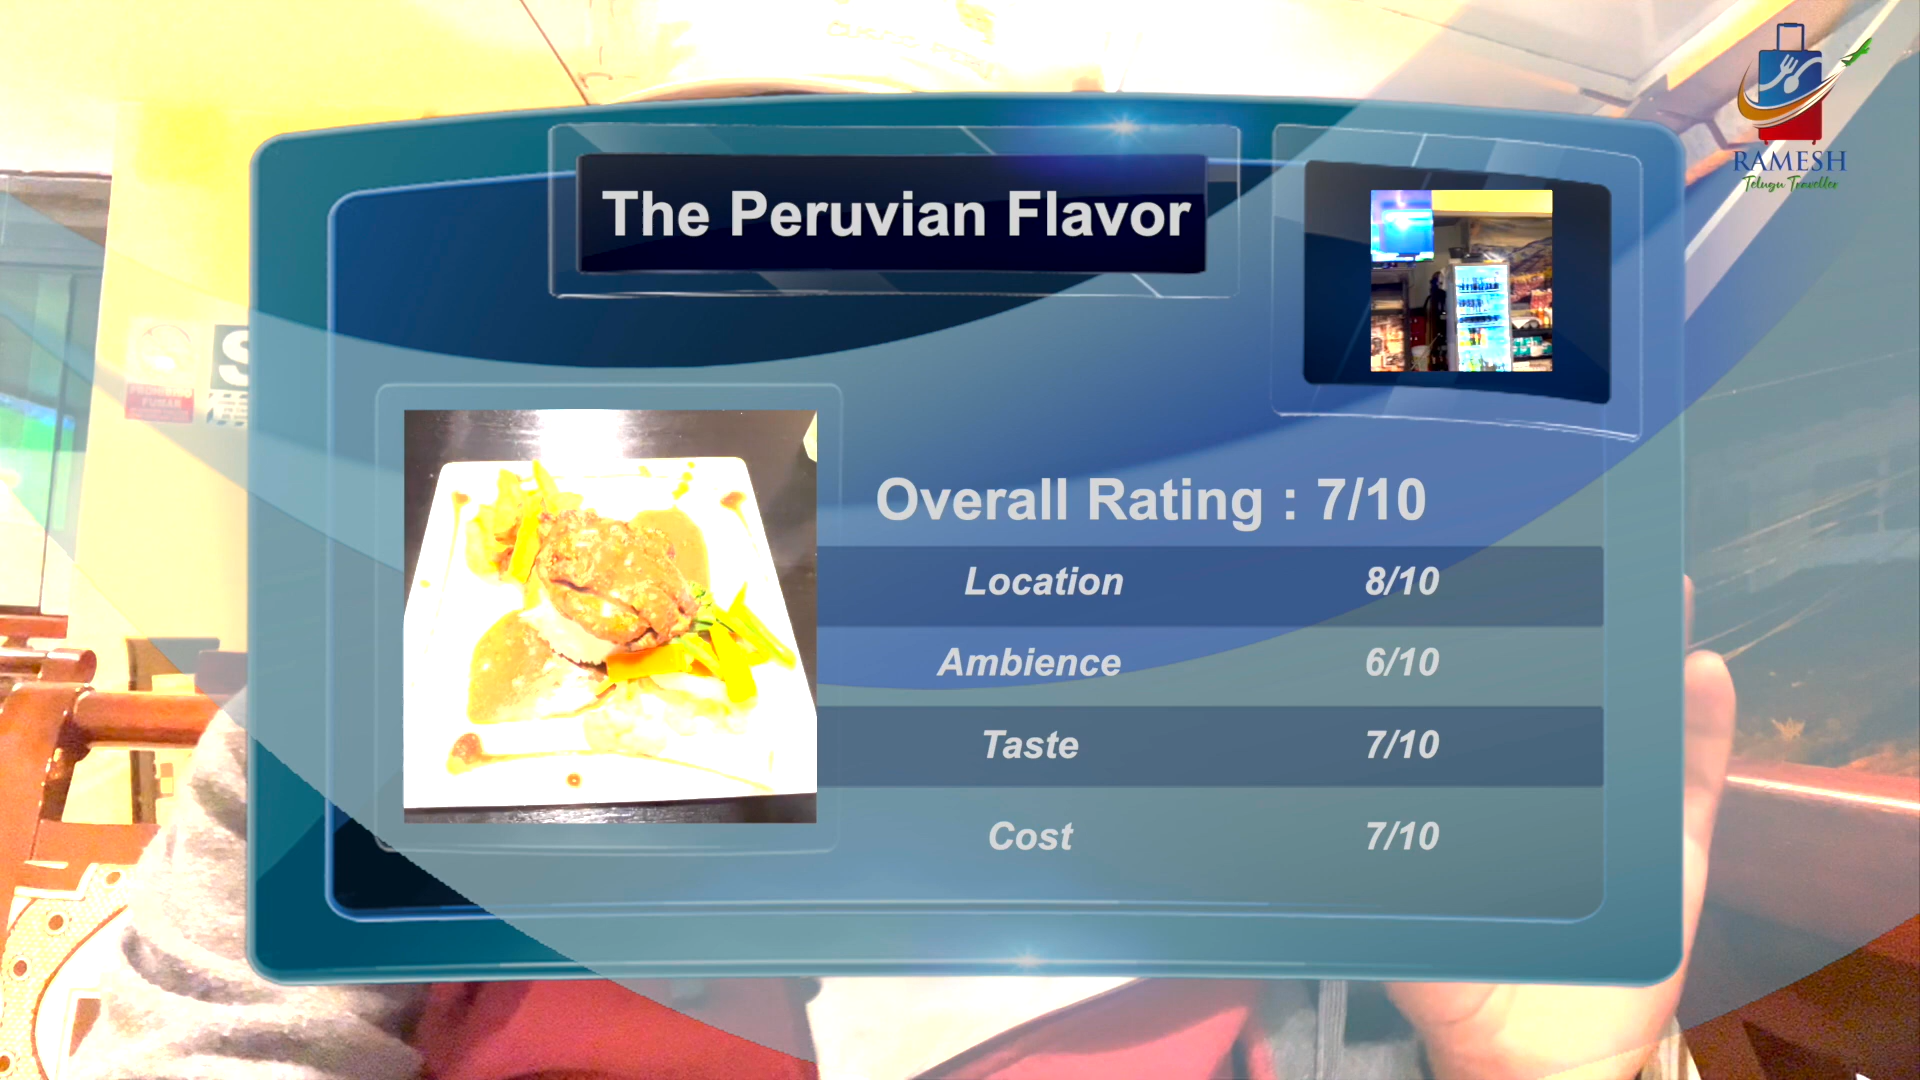 RAMESH
Telugu Traveller
The Peruvian Flavor
Overall Rating : 7/10
Location 8/10
Ambience 6/10
Taste 7/10
Cost 7/10
FUMAR